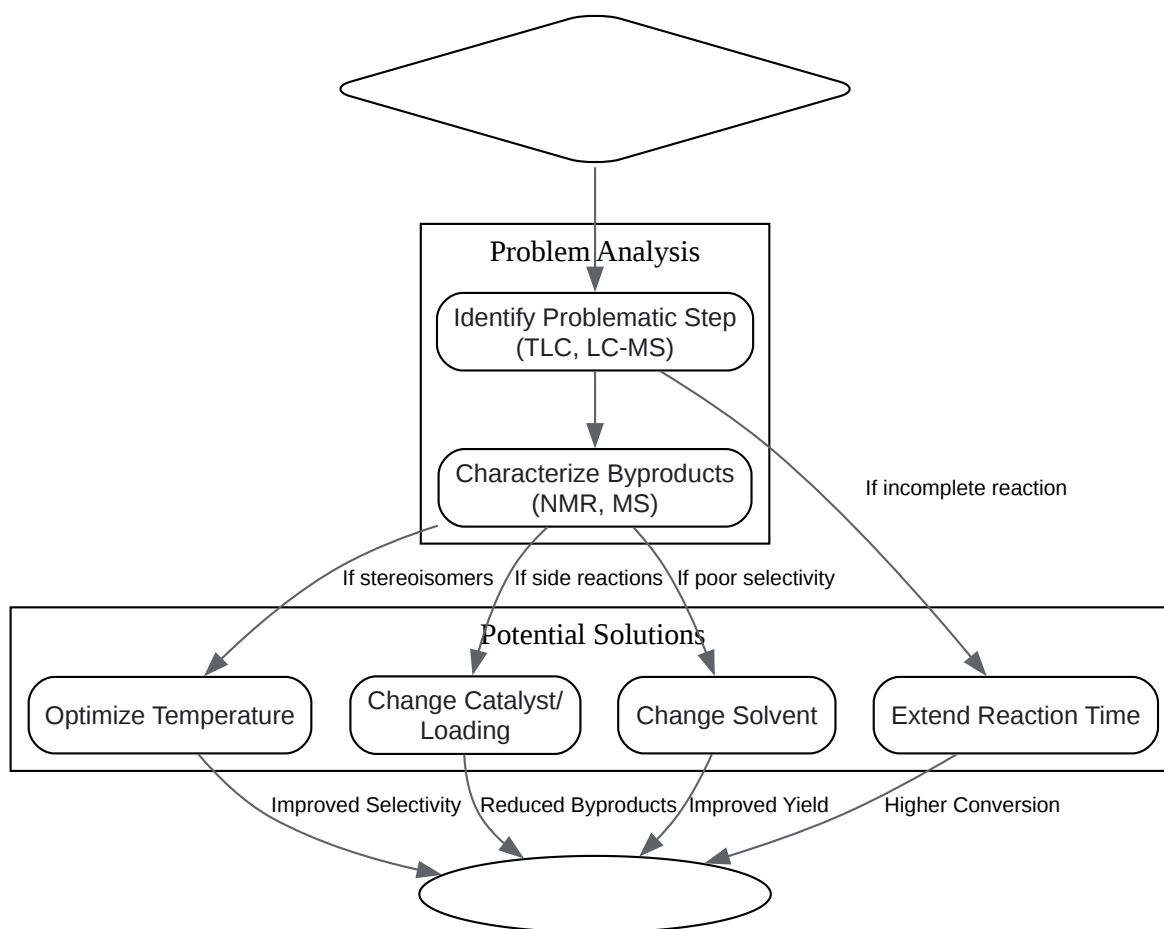 Problem Analysis
Identify Problematic Step
(TLC, LC-MS)
Characterize Byproducts
(NMR, MS)
If incomplete reaction
If stereoisomers
If side reactions
If poor selectivity
Potential Solutions
Optimize Temperature
Change Catalyst/
Loading
Change Solvent
Extend Reaction Time
Improved Selectivity
Reduced Byproducts
Improved Yield
Higher Conversion